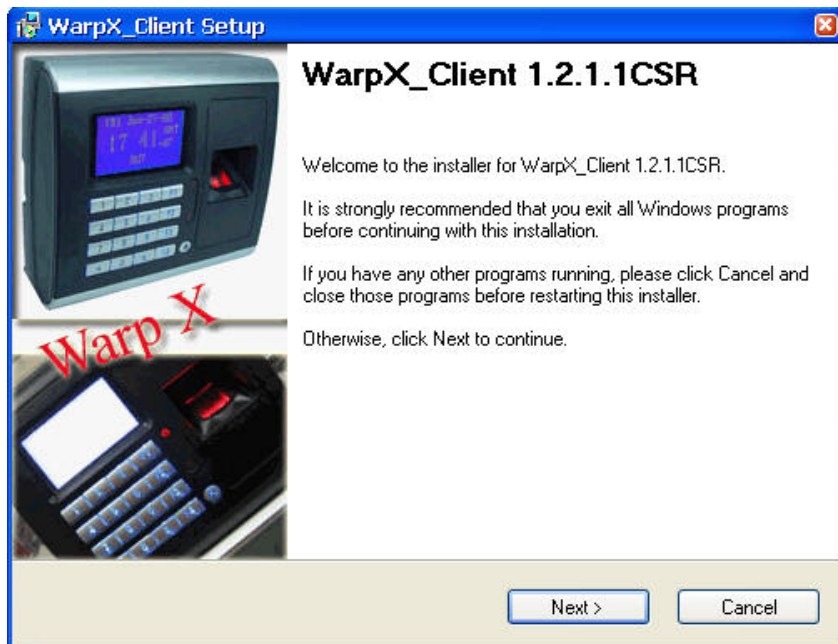 WarpX_Client Setup
WarpX_Client 1.2.1.1CSR
Welcome to the installer for WarpX_Client 1.2.1.1CSR.
It is strongly recommended that you exit all Windows programs
before continuing with this installation.
If you have any other programs running, please click Cancel and
close those programs before restarting this installer.
Otherwise, click Next to continue.
17 41
Warp X
Next >
Cancel